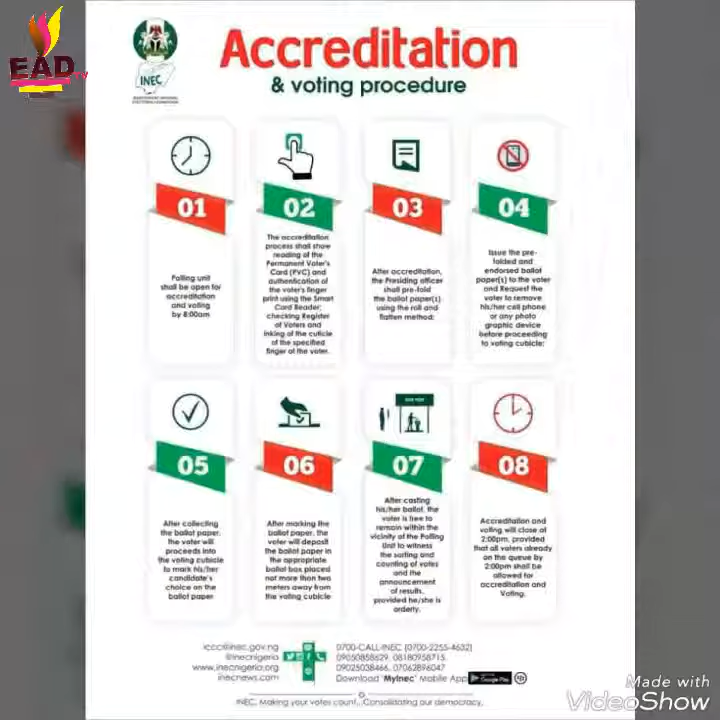 EAD TV
INEC
INDEPENDENT NATIONAL
ELECTORAL COMMISSION
Accreditation
& voting procedure
01
Polling unit
shall be open for
accreditation
and voting
by 8:00am
02
The accreditation
process shall show
reading of the
Permanent Voter's
Card (PVC) and
authentication of
the voter's finger
print using the Smart
Card Reader;
checking Register
of Voters and
inking of the cuticle
of the specified
finger of the voter.
03
After accreditation,
the Presiding officer
shall pre-fold
the ballot paper(s)
using the roll and
flatten method;
04
Issue the pre-
folded and
endorsed ballot
paper(s) to the voter
and Request the
voter to remove
his/her cell phone
or any photo
graphic device
before proceeding
to voting cubicle;
05
After collecting
the ballot paper,
the voter will
proceeds into
the voting cubicle
to mark his/her
candidate's
choice on the
ballot paper
06
After marking the
ballot paper, the
voter will deposit
the ballot paper in
the appropriate
ballot box placed
not more than two
meters away from
the voting cubicle
07
After casting
his/her ballot, the
voter is free to
remain within the
vicinity of the Polling
Unit to witness
the sorting and
counting of votes
and the
announcement
of results,
provided he/she is
orderly.
08
Accreditation and
voting will close at
2:00pm, provided
that all voters already
on the queue by
2:00pm shall be
allowed for
accreditation and
Voting.
iccc@inec.gov.ng
@inecnigeria
www.inecnigeria.org
inecnews.com
0700-CALL-INEC (0700-2255-4632)
09050858629, 08180958715,
09025038466, 07062896047
Download 'MyInec' Mobile App
Google Play
INEC: Making your votes count...Consolidating our democracy.
Made with
VideoShow